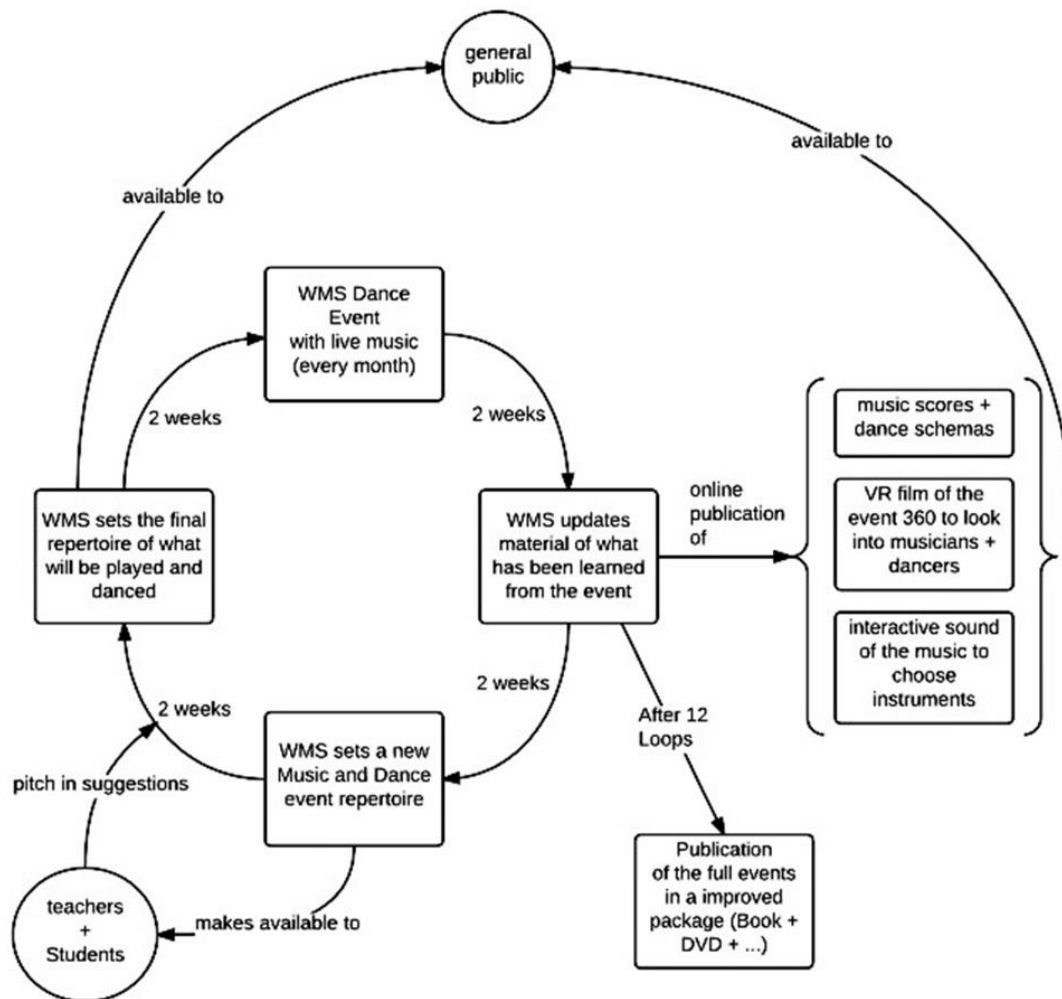 general
public
available to
available to
WMS Dance
Event
with live music
(every month)
2 weeks
2 weeks
music scores +
dance schemas
WMS sets the final
repertoire of what
will be played and
danced
WMS updates
material of what
has been learned
from the event
online
publication
of
VR film of the
event 360 to look
into musicians +
dancers
interactive sound
of the music to
choose
instruments
2 weeks
2 weeks
After 12
Loops
WMS sets a new
Music and Dance
event repertoire
pitch in suggestions
Publication
of the full events
in a improved
package (Book +
DVD + ...)
teachers
+
Students
makes available to